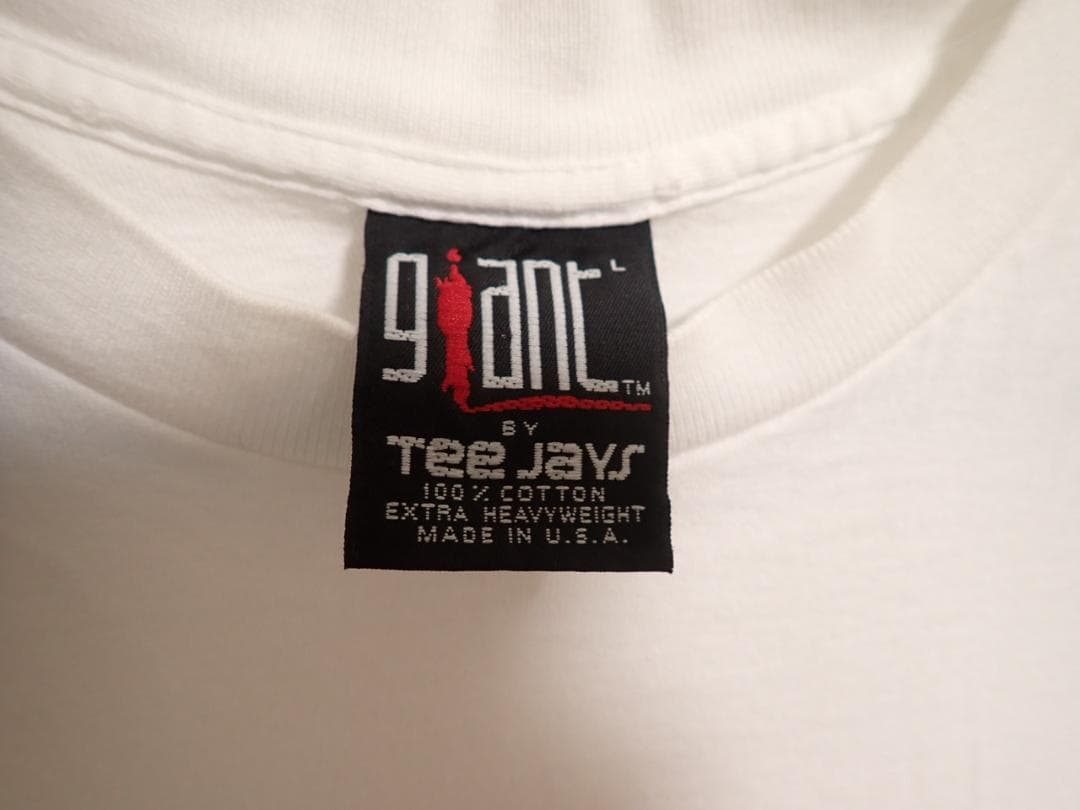 giant L
TM
BY
Tee Jays
100% COTTON
EXTRA HEAVYWEIGHT
MADE IN U.S.A.